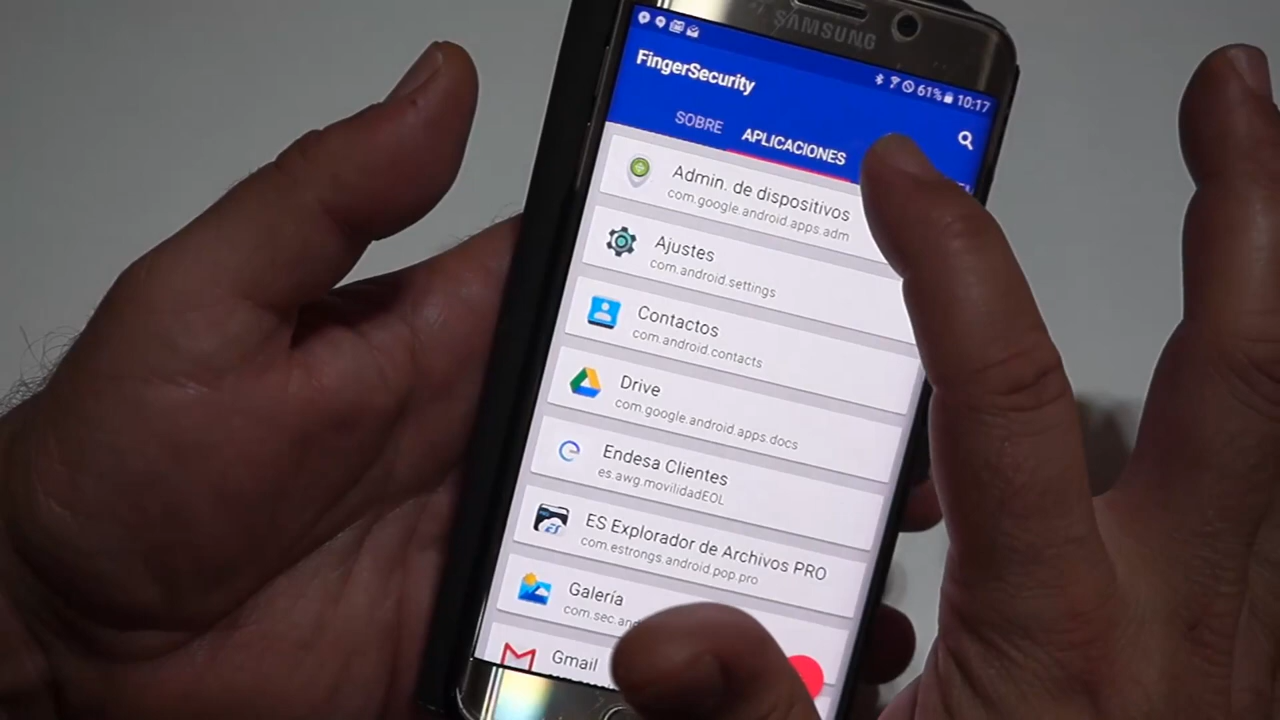 SAMSUNG
61% 10:17
FingerSecurity
SOBRE APLICACIONES
Admin. de dispositivos
com.google.android.apps.adm
Ajustes
com.android.settings
Contactos
com.android.contacts
Drive
com.google.android.apps.docs
Endesa Clientes
es.awg.movilidadEOL
ES Explorador de Archivos PRO
com.estrongs.android.pop.pro
Galería
com.sec.and
Gmail